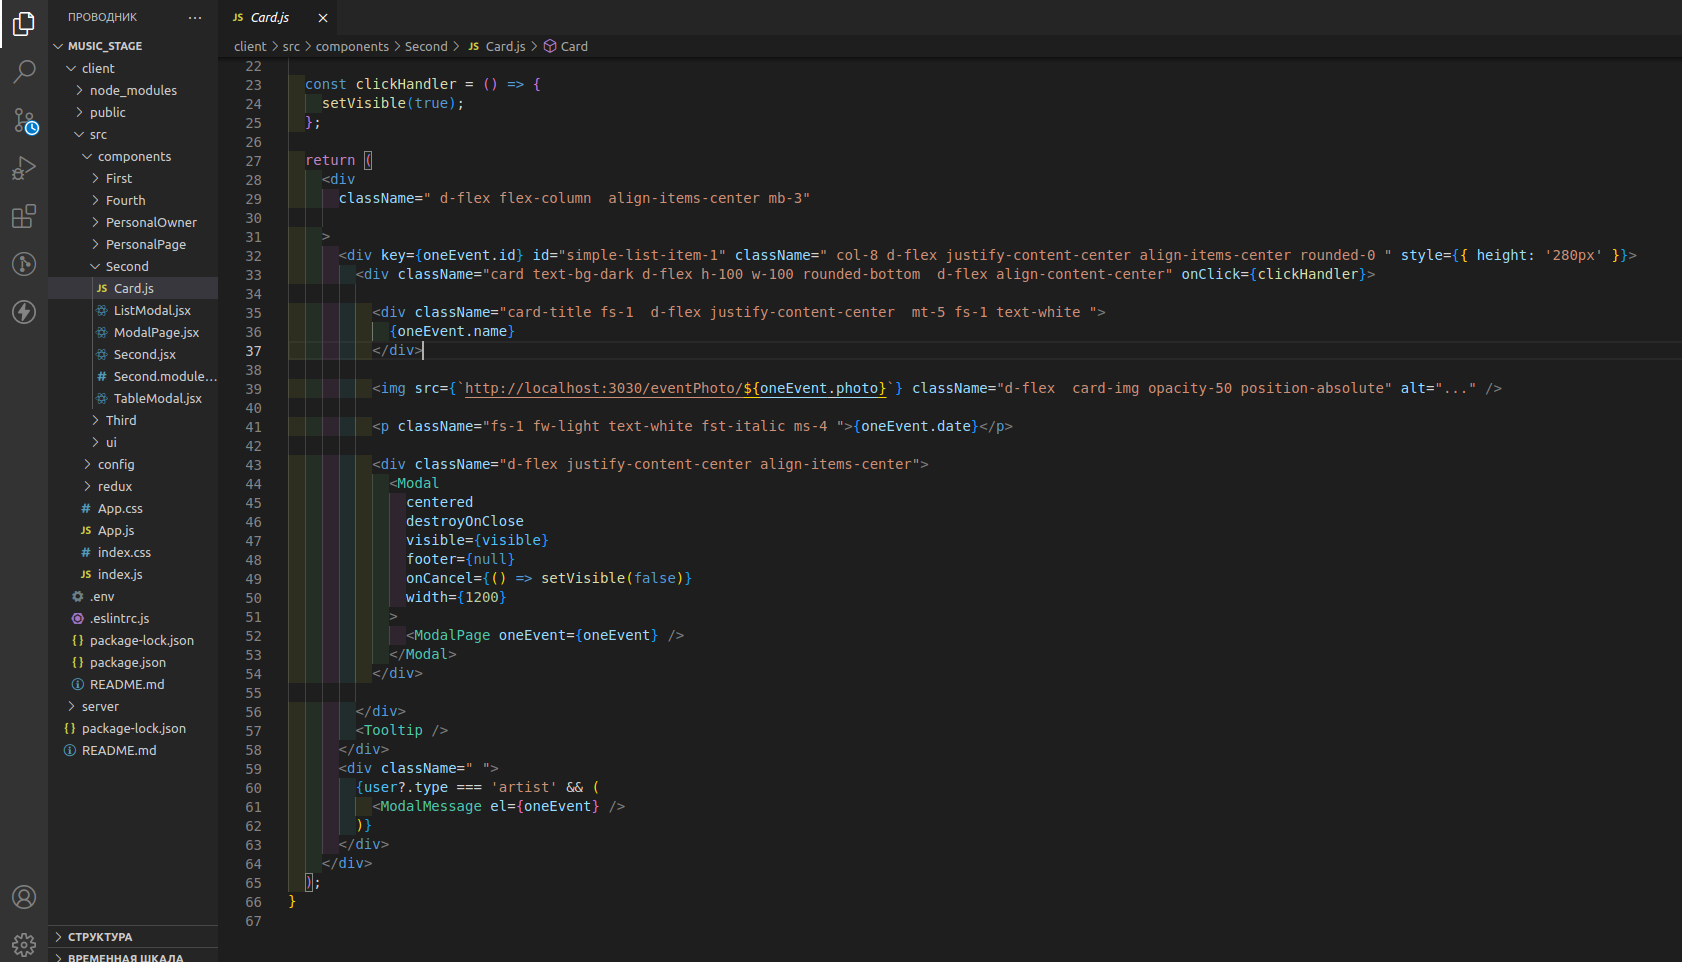 ПРОВОДНИК ...
MUSIC_STAGE
client
node_modules
public
src
components
First
Fourth
PersonalOwner
PersonalPage
Second
JS Card.js
ListModal.jsx
ModalPage.jsx
Second.jsx
# Second.module...
TableModal.jsx
Third
ui
config
redux
# App.css
JS App.js
# index.css
JS index.js
.env
.eslintrc.js
{} package-lock.json
{} package.json
README.md
server
{} package-lock.json
README.md
СТРУКТУРА
ВРЕМЕННАЯ ШКАЛА
JS Card.js ×
client > src > components > Second > JS Card.js > Card
22
23 const clickHandler = () => {
24 setVisible(true);
25 };
26
27 return (
28 <div
29 className=" d-flex flex-column  align-items-center mb-3"
30
31 >
32 <div key={oneEvent.id} id="simple-list-item-1" className=" col-8 d-flex justify-content-center align-items-center rounded-0 " style={{ height: '280px' }}>
33 <div className="card text-bg-dark d-flex h-100 w-100 rounded-bottom  d-flex align-content-center" onClick={clickHandler}>
34
35 <div className="card-title fs-1  d-flex justify-content-center  mt-5 fs-1 text-white ">
36 {oneEvent.name}
37 </div>
38
39 <img src={`http://localhost:3030/eventPhoto/${oneEvent.photo}`} className="d-flex  card-img opacity-50 position-absolute" alt="..." />
40
41 <p className="fs-1 fw-light text-white fst-italic ms-4 ">{oneEvent.date}</p>
42
43 <div className="d-flex justify-content-center align-items-center">
44 <Modal
45 centered
46 destroyOnClose
47 visible={visible}
48 footer={null}
49 onCancel={() => setVisible(false)}
50 width={1200}
51 >
52 <ModalPage oneEvent={oneEvent} />
53 </Modal>
54 </div>
55
56 </div>
57 <Tooltip />
58 </div>
59 <div className=" ">
60 {user?.type === 'artist' && (
61 <ModalMessage el={oneEvent} />
62 )}
63 </div>
64 </div>
65 );
66 }
67